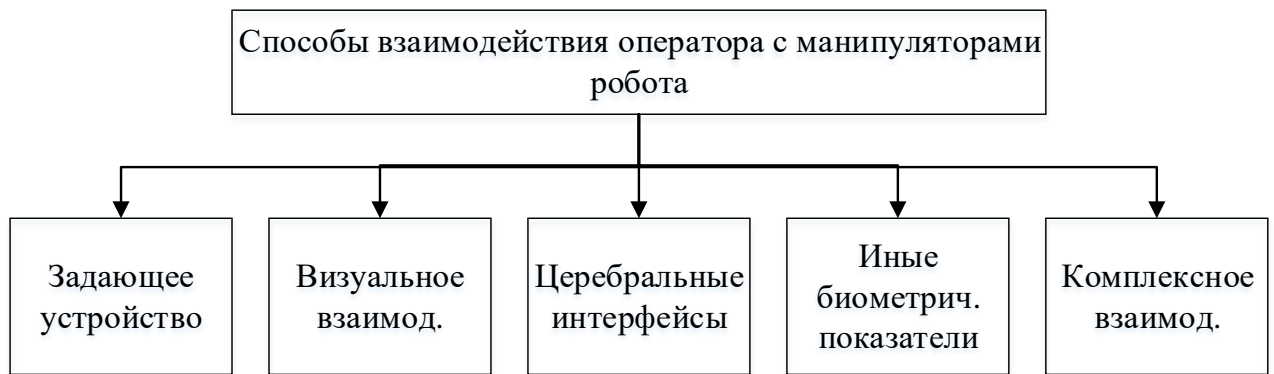 Способы взаимодействия оператора с манипуляторами
робота
Задающее
устройство
Визуальное
взаимод.
Церебральные
интерфейсы
Иные
биометрич.
показатели
Комплексное
взаимод.